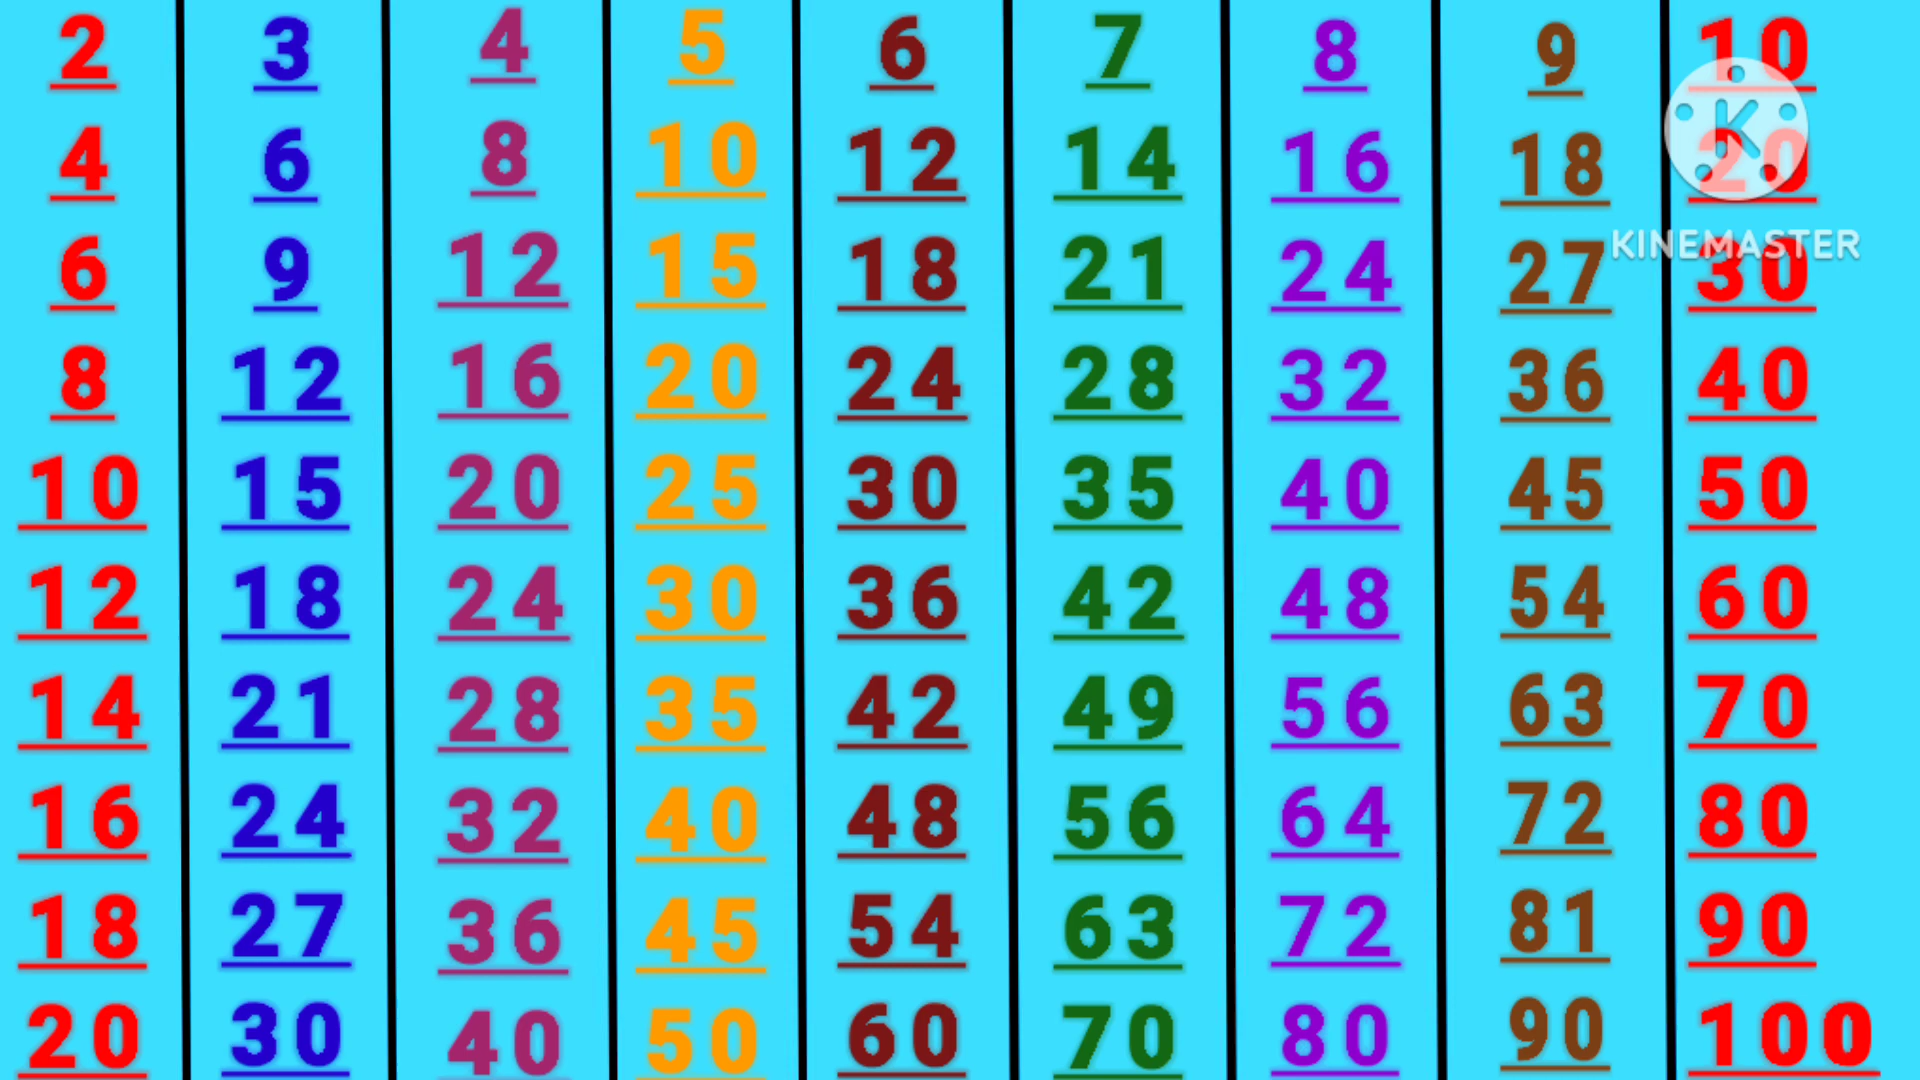 2 3 4 5 6 7 8 9 10
4 6 8 10 12 14 16 18 20
KINEMASTER
6 9 12 15 18 21 24 27 30
8 12 16 20 24 28 32 36 40
10 15 20 25 30 35 40 45 50
12 18 24 30 36 42 48 54 60
14 21 28 35 42 49 56 63 70
16 24 32 40 48 56 64 72 80
18 27 36 45 54 63 72 81 90
20 30 40 50 60 70 80 90 100